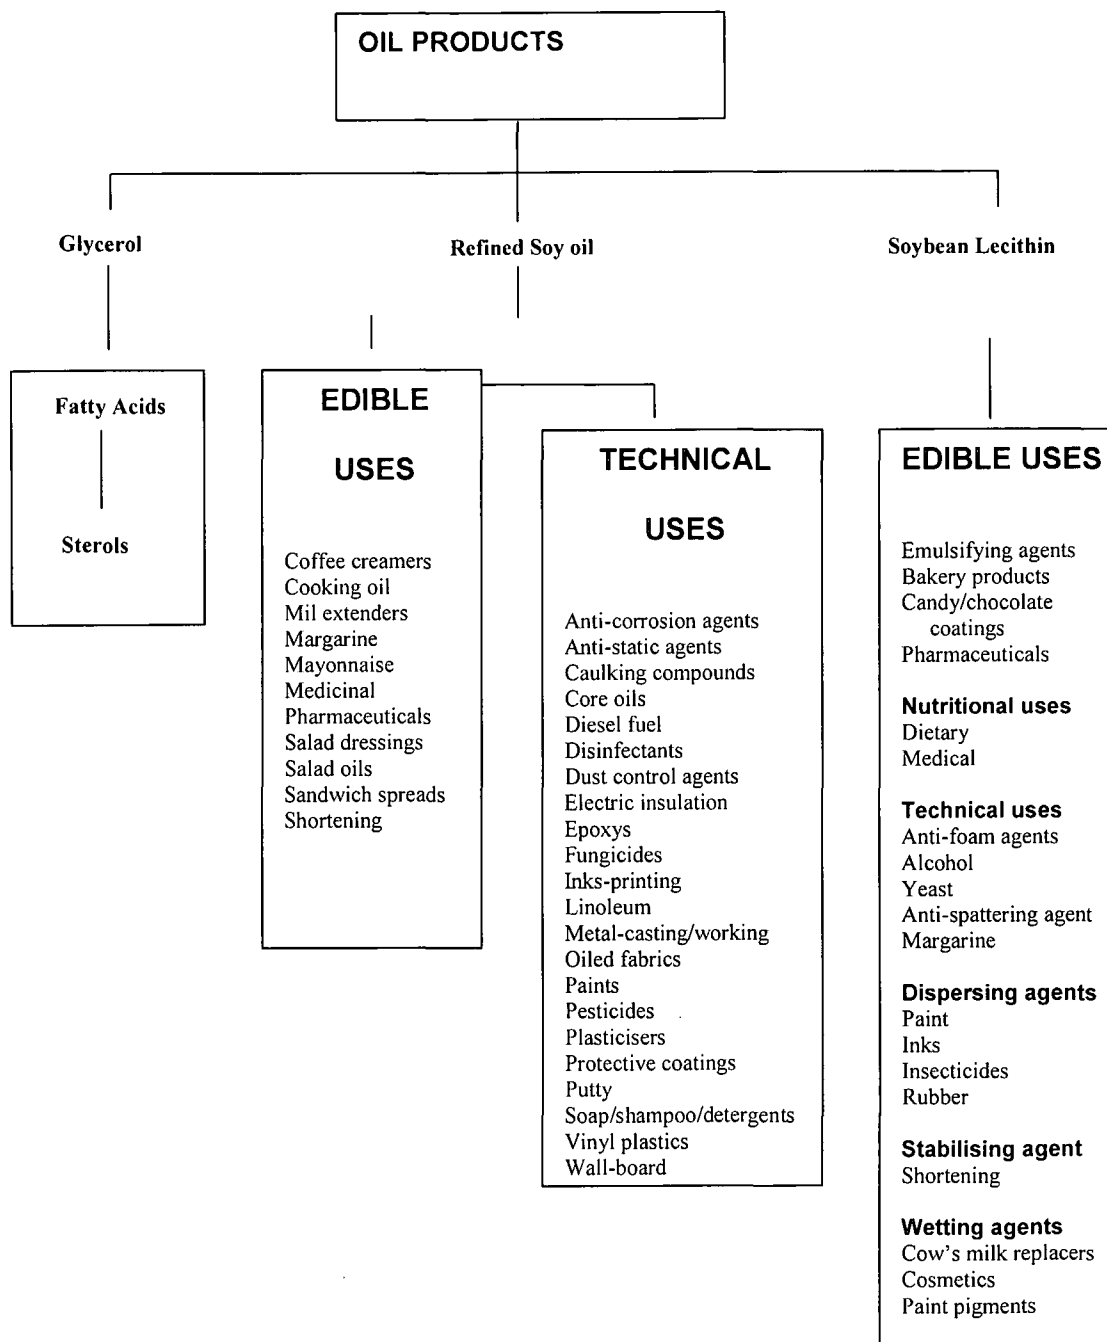 OIL PRODUCTS
Glycerol
Refined Soy oil
Soybean Lecithin
Fatty Acids
Sterols
EDIBLE
USES
Coffee creamers
Cooking oil
Mil extenders
Margarine
Mayonnaise
Medicinal
Pharmaceuticals
Salad dressings
Salad oils
Sandwich spreads
Shortening
TECHNICAL
USES
Anti-corrosion agents
Anti-static agents
Caulking compounds
Core oils
Diesel fuel
Disinfectants
Dust control agents
Electric insulation
Epoxys
Fungicides
Inks-printing
Linoleum
Metal-casting/working
Oiled fabrics
Paints
Pesticides
Plasticisers
Protective coatings
Putty
Soap/shampoo/detergents
Vinyl plastics
Wall-board
EDIBLE USES
Emulsifying agents
Bakery products
Candy/chocolate
coatings
Pharmaceuticals
Nutritional uses
Dietary
Medical
Technical uses
Anti-foam agents
Alcohol
Yeast
Anti-spattering agent
Margarine
Dispersing agents
Paint
Inks
Insecticides
Rubber
Stabilising agent
Shortening
Wetting agents
Cow's milk replacers
Cosmetics
Paint pigments